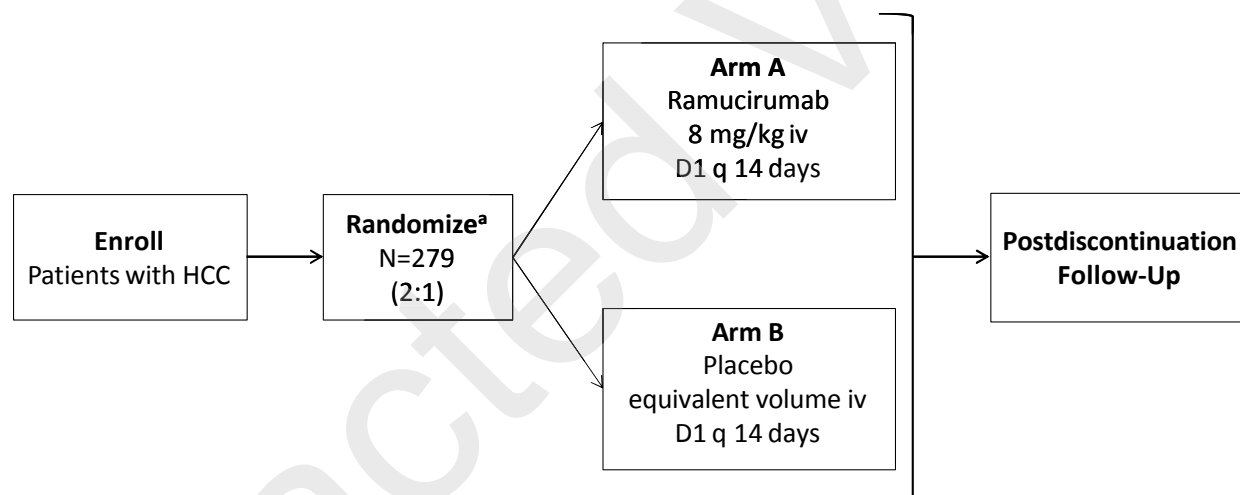 Enroll
Patients with HCC
Randomizeᵃ
N=279
(2:1)
Arm A
Ramucirumab
8 mg/kg iv
D1 q 14 days
Arm B
Placebo
equivalent volume iv
D1 q 14 days
Postdiscontinuation
Follow-Up